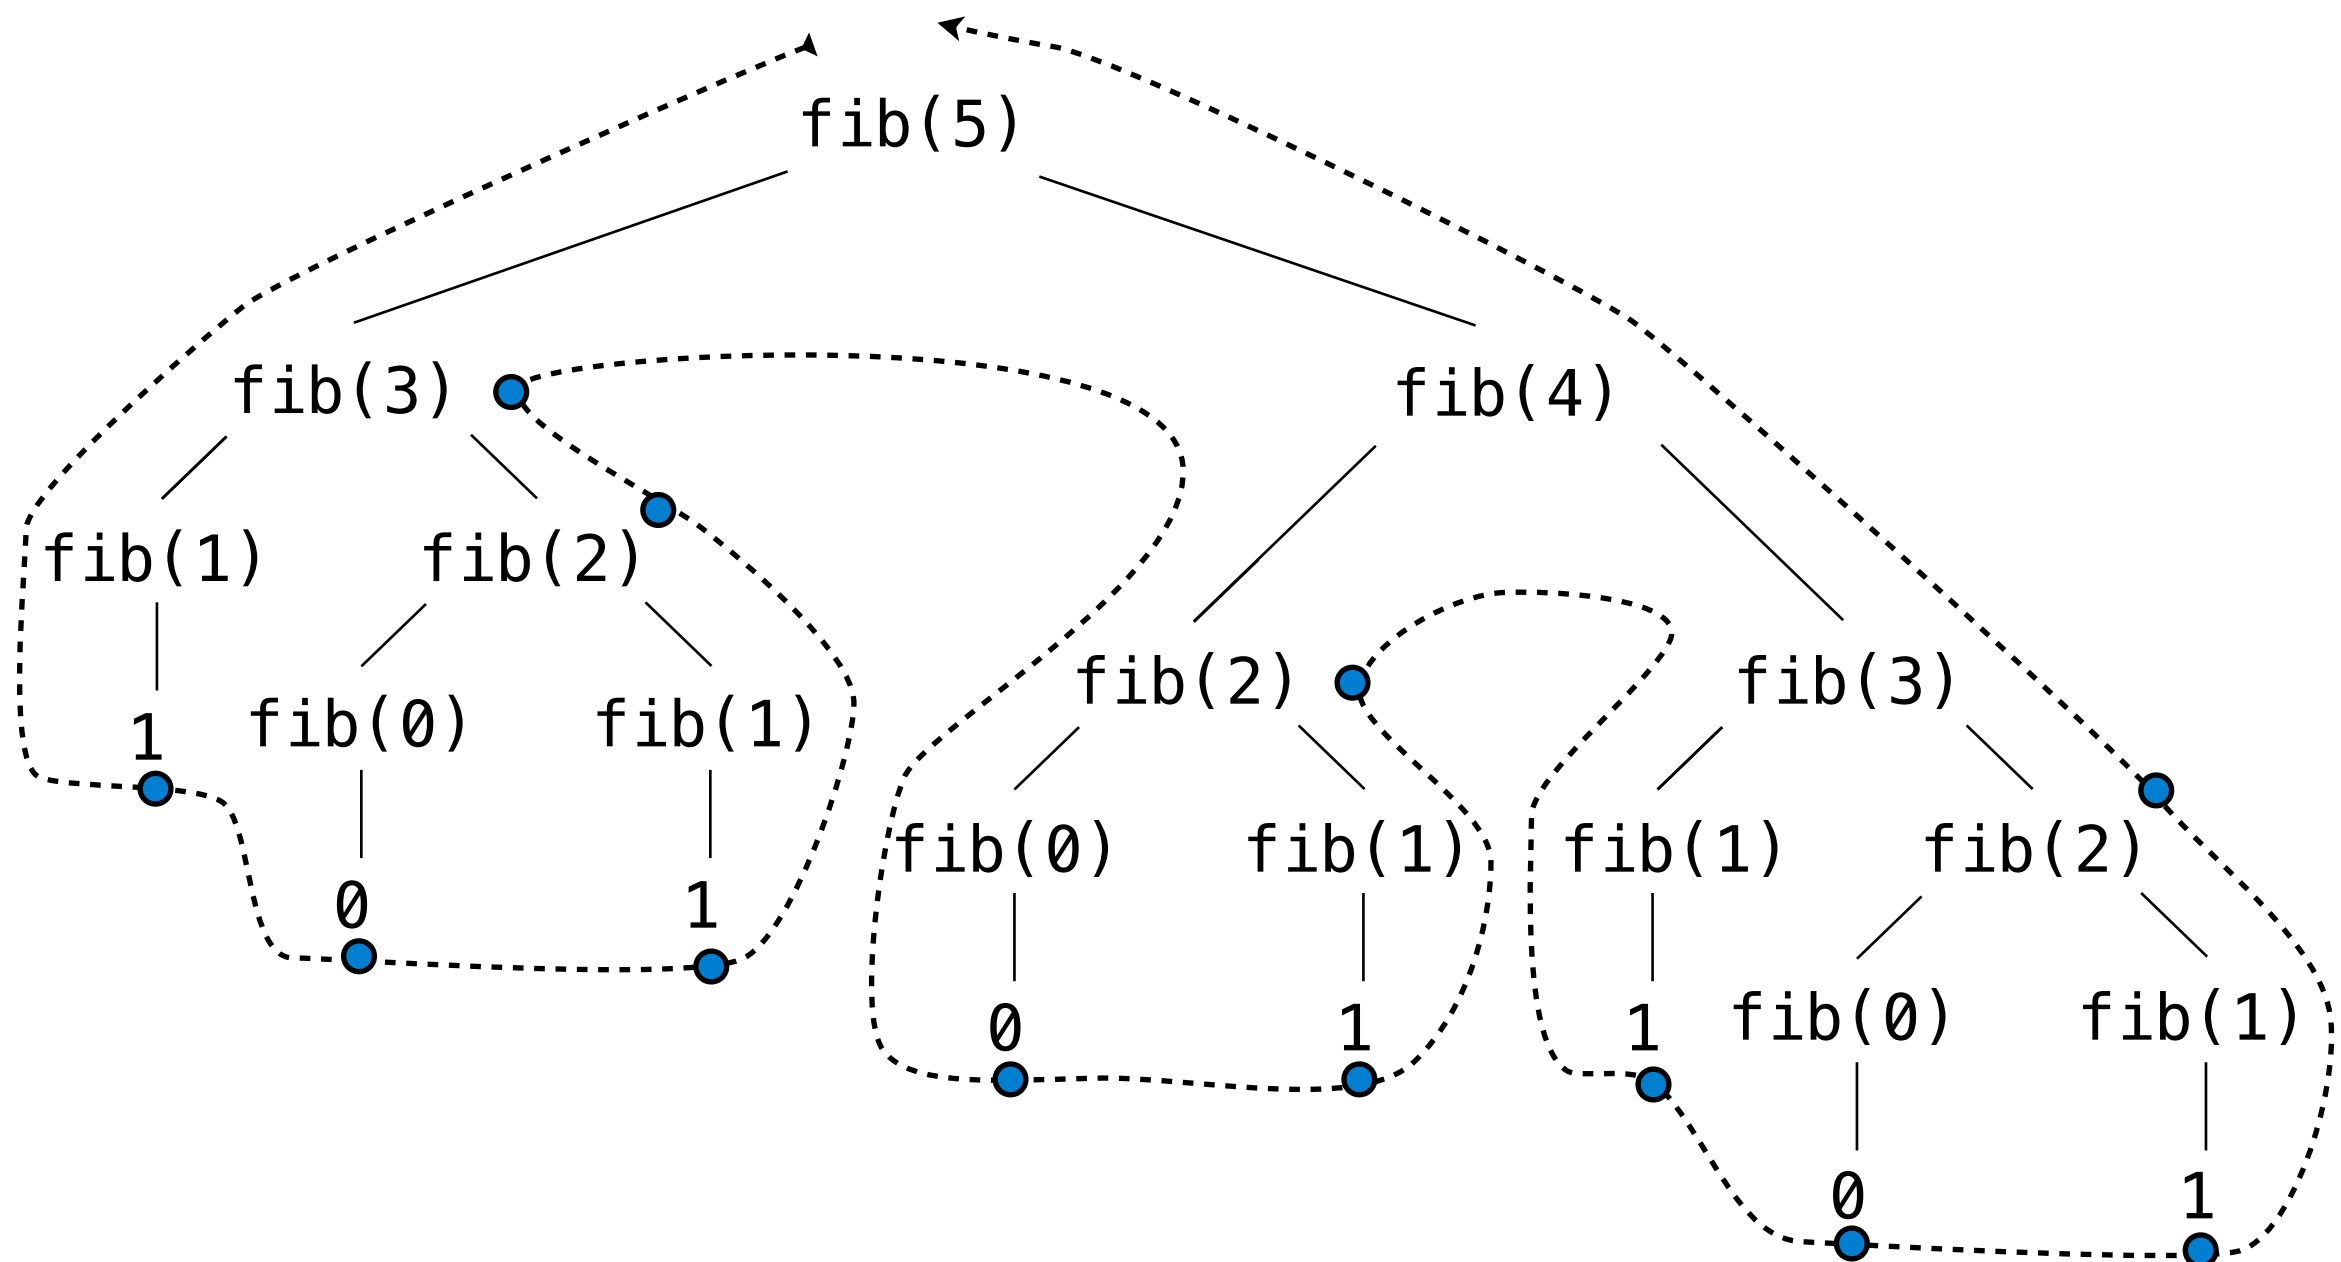 fib(5)
fib(3) fib(4)
fib(1) fib(2)
fib(2) fib(3)
1 fib(0) fib(1)
fib(0) fib(1) fib(1) fib(2)
0 1
0 1 1 fib(0) fib(1)
0 1